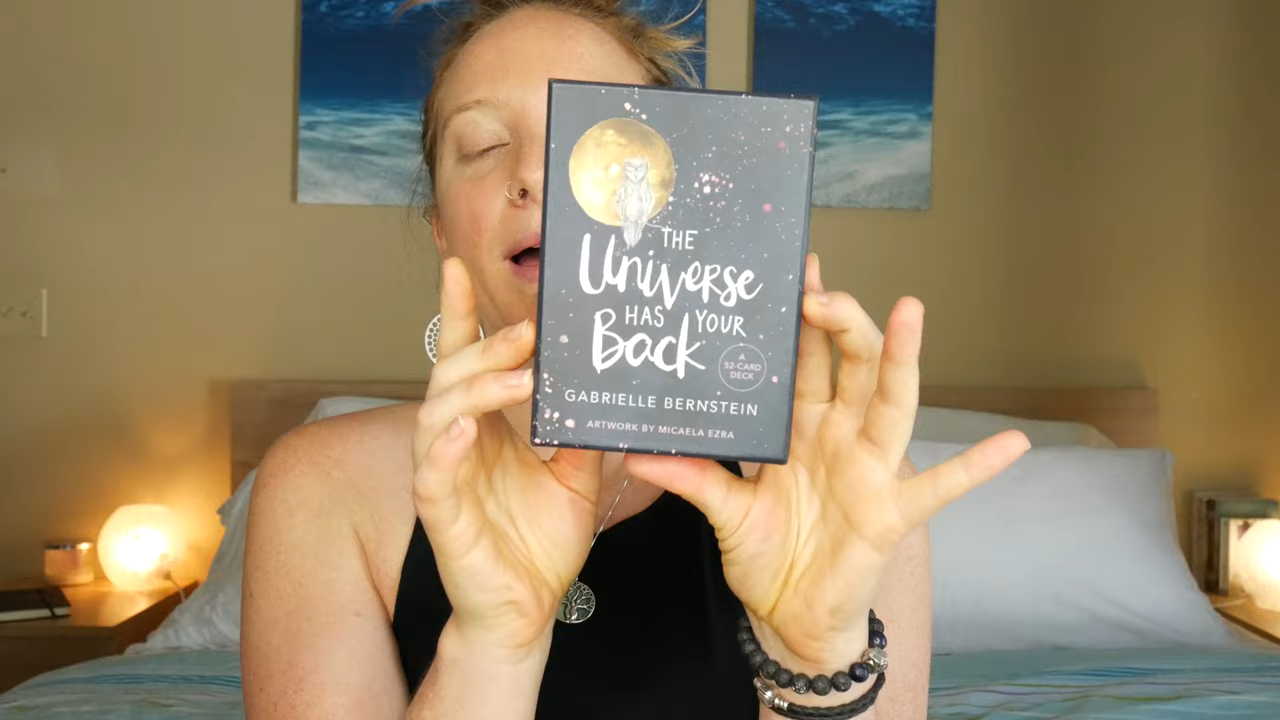 THE
Universe
HAS YOUR
Back
A
52-CARD
DECK
GABRIELLE BERNSTEIN
ARTWORK BY MICAELA EZRA